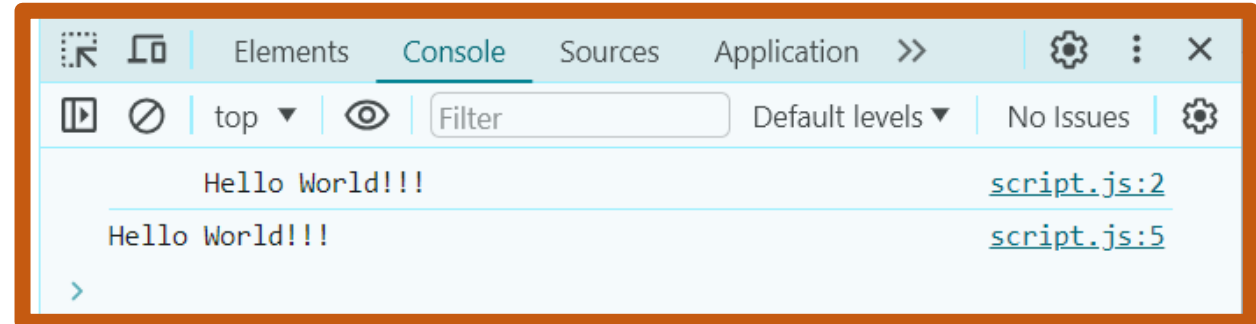 Elements Console Sources Application
top Filter Default levels No Issues
Hello World!!! script.js:2
Hello World!!! script.js:5